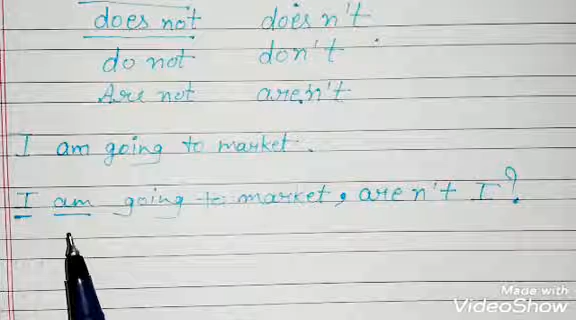 does not does n't
do not don't
Are not aren't
I am going to market.
I am going to market, aren't I?
Made with
VideoShow